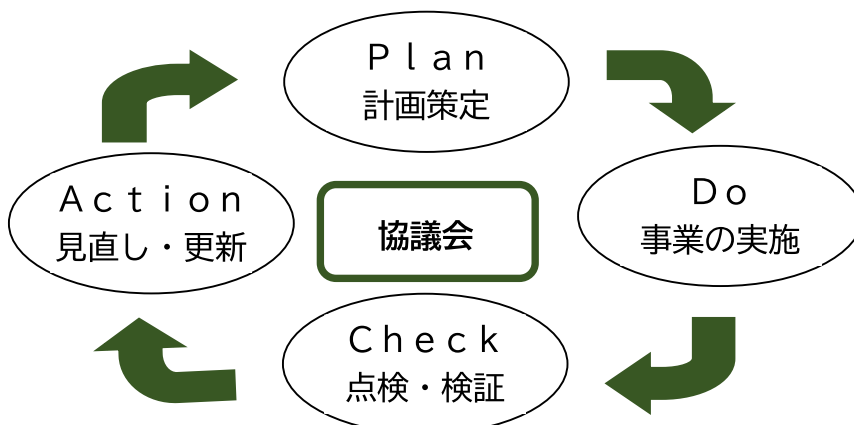 Ｐｌａｎ
計画策定
Ａｃｔｉｏｎ
見直し・更新
協議会
Ｄｏ
事業の実施
Ｃｈｅｃｋ
点検・検証